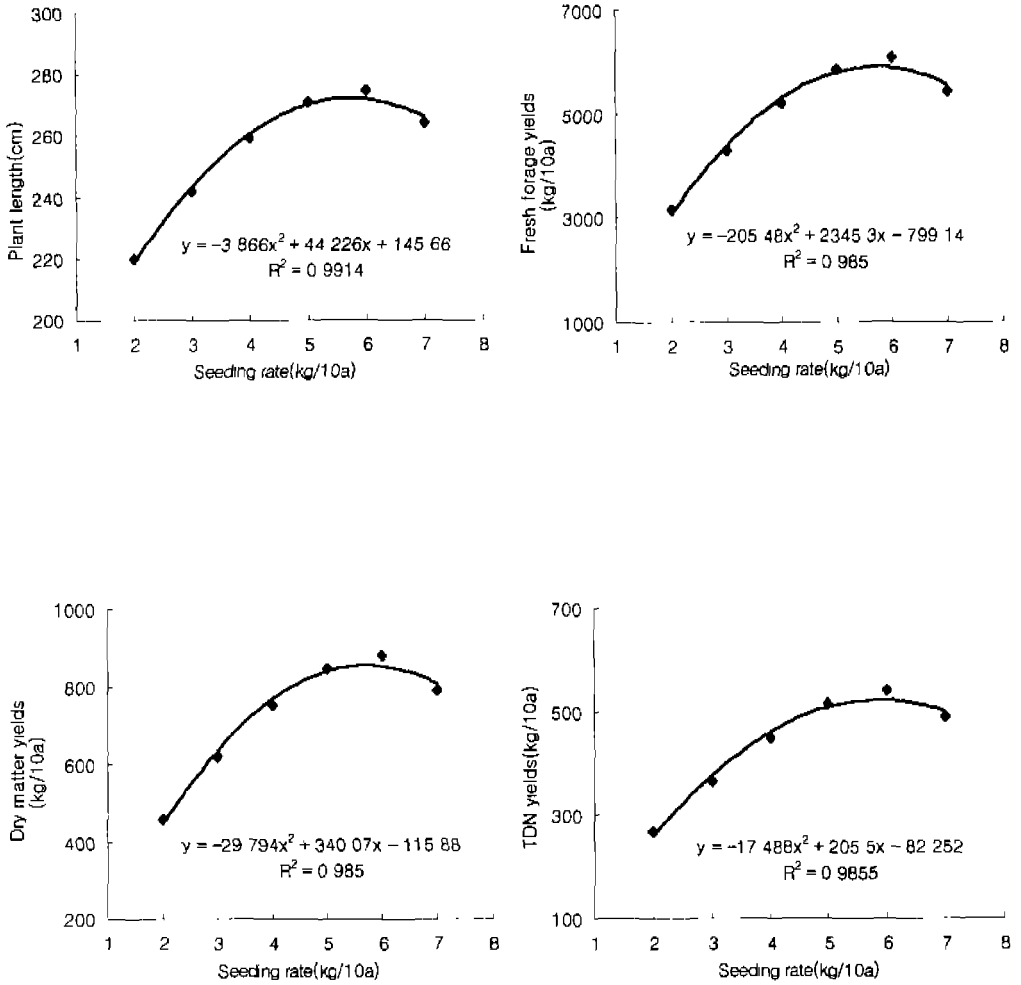 300
280
260
240
220
200
Plant length(cm)
y = −3 866x² + 44 226x + 145 66
R² = 0 9914
1 2 3 4 5 6 7 8
Seeding rate(kg/10a)
7000
5000
3000
1000
Fresh forage yields
(kg/10a)
y = −205 48x² + 2345 3x − 799 14
R² = 0 985
1 2 3 4 5 6 7 8
Seeding rate(kg/10a)
1000
800
600
400
200
Dry matter yields
(kg/10a)
y = −29 794x² + 340 07x − 115 88
R² = 0 985
1 2 3 4 5 6 7 8
Seeding rate(kg/10a)
700
500
300
100
TDN yields(kg/10a)
y = −17 488x² + 205 5x − 82 252
R² = 0 9855
1 2 3 4 5 6 7 8
Seeding rate(kg/10a)